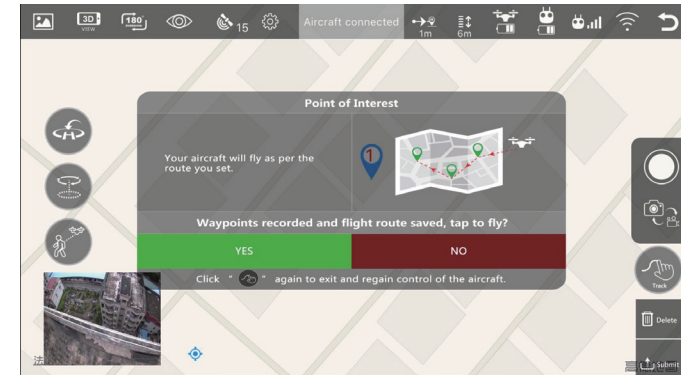 3D
VIEW
180°
15
Aircraft connected
1m
6m
Point of Interest
Your aircraft will fly as per the
route you set.
1
Waypoints recorded and flight route saved, tap to fly?
YES
NO
Click " " again to exit and regain control of the aircraft.
Track
Delete
Submit
法